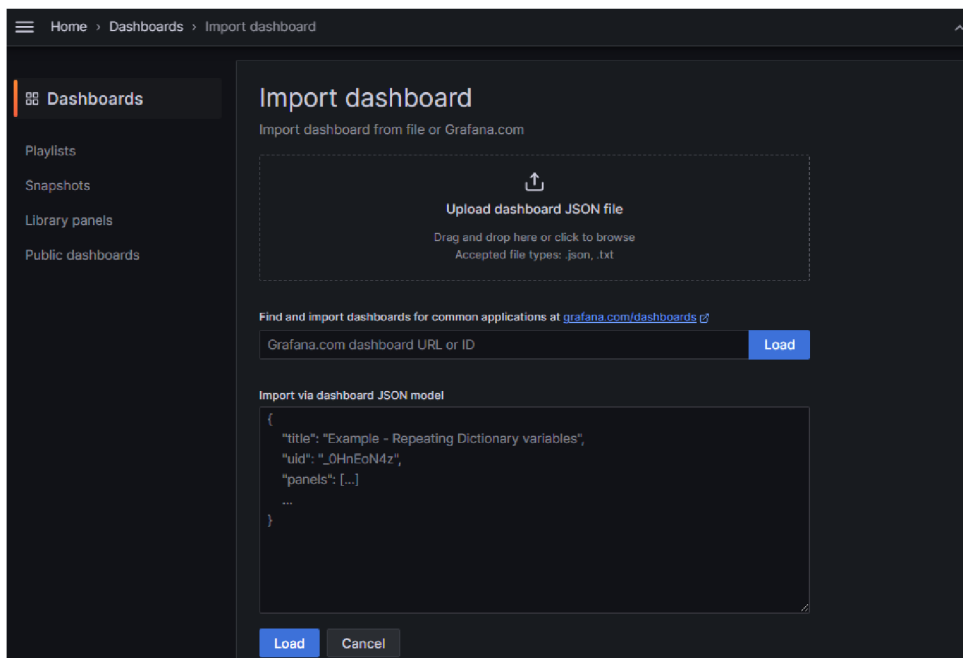 Home › Dashboards › Import dashboard
Dashboards
Playlists
Snapshots
Library panels
Public dashboards
Import dashboard
Import dashboard from file or Grafana.com
Upload dashboard JSON file
Drag and drop here or click to browse
Accepted file types: .json, .txt
Find and import dashboards for common applications at grafana.com/dashboards
Grafana.com dashboard URL or ID
Load
Import via dashboard JSON model
{
"title": "Example - Repeating Dictionary variables",
"uid": "_0HnEoN4z",
"panels": [...]
...
}
Load Cancel